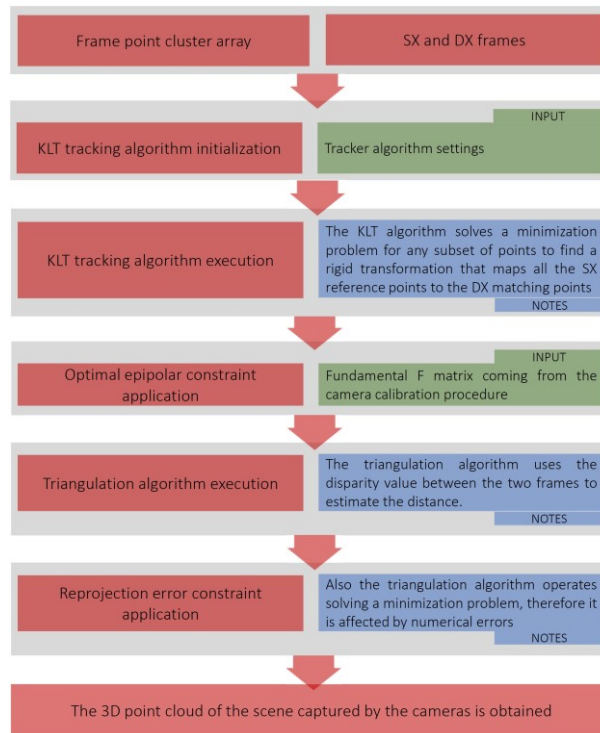 Frame point cluster array
SX and DX frames
INPUT
KLT tracking algorithm initialization
Tracker algorithm settings
KLT tracking algorithm execution
The KLT algorithm solves a minimization
problem for any subset of points to find a
rigid transformation that maps all the SX
reference points to the DX matching points
NOTES
INPUT
Optimal epipolar constraint
application
Fundamental F matrix coming from the
camera calibration procedure
Triangulation algorithm execution
The triangulation algorithm uses the
disparity value between the two frames to
estimate the distance.
NOTES
Reprojection error constraint
application
Also the triangulation algorithm operates
solving a minimization problem, therefore it
is affected by numerical errors
NOTES
The 3D point cloud of the scene captured by the cameras is obtained